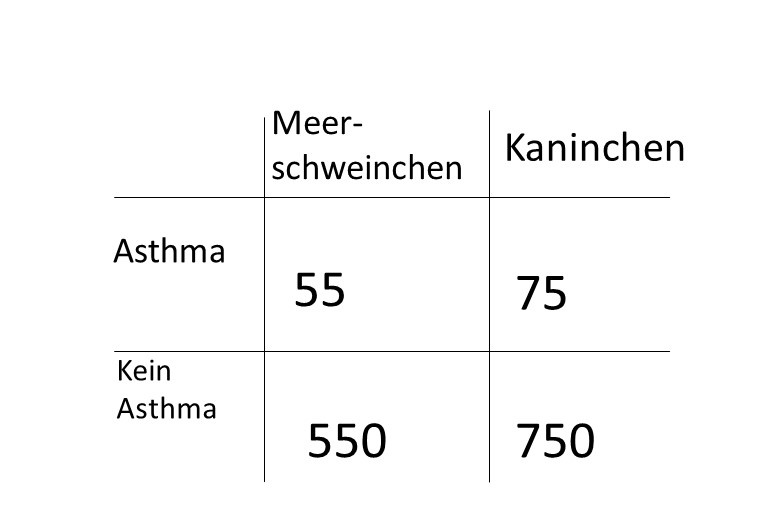 Meer-
schweinchen
Kaninchen
Asthma
55
75
Kein
Asthma
550
750